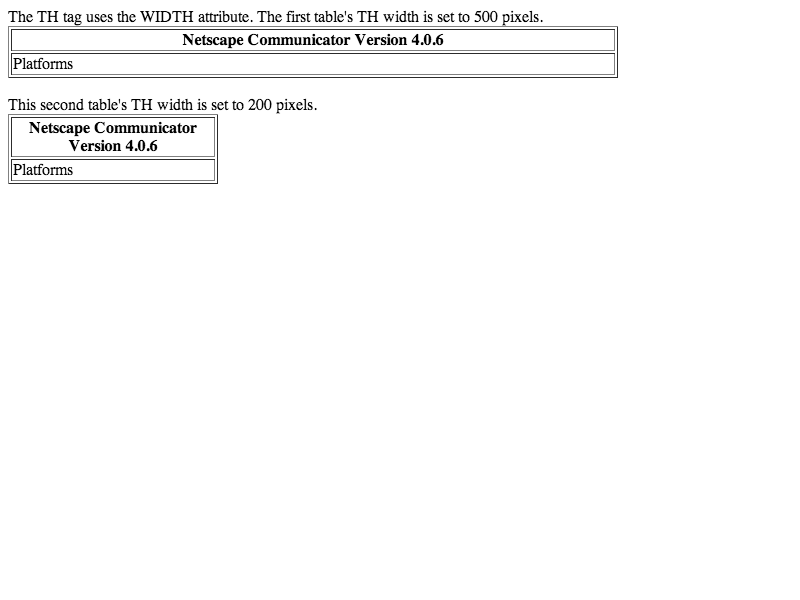 The TH tag uses the WIDTH attribute. The first table's TH width is set to 500 pixels.
Netscape Communicator Version 4.0.6
Platforms
This second table's TH width is set to 200 pixels.
Netscape Communicator
Version 4.0.6
Platforms